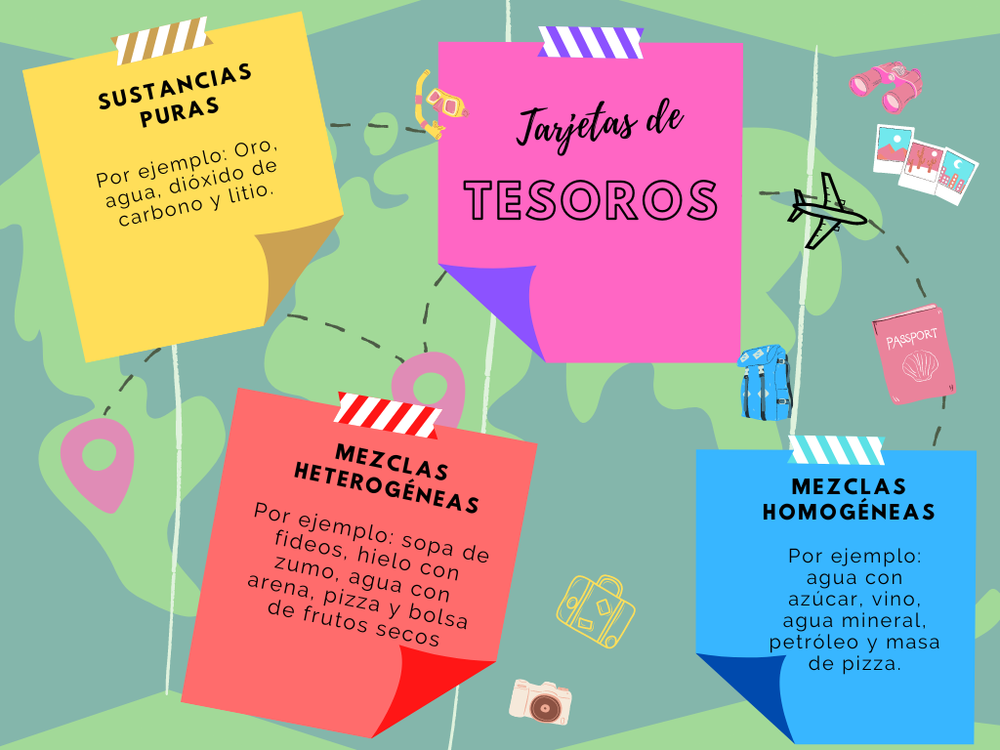 SUSTANCIAS
PURAS
Por ejemplo: Oro,
agua, dióxido de
carbono y litio.
Tarjetas de
TESOROS
PASSPORT
MEZCLAS
HETEROGÉNEAS
Por ejemplo: sopa de
fideos, hielo con
zumo, agua con
arena, pizza y bolsa
de frutos secos
MEZCLAS
HOMOGÉNEAS
Por ejemplo:
agua con
azúcar, vino,
agua mineral,
petróleo y masa
de pizza.